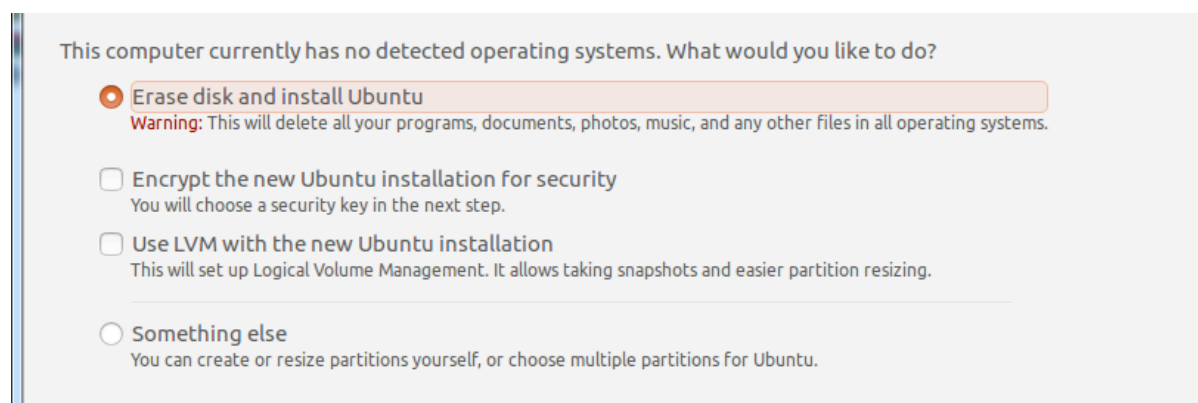 This computer currently has no detected operating systems. What would you like to do?
Erase disk and install Ubuntu
Warning: This will delete all your programs, documents, photos, music, and any other files in all operating systems.
Encrypt the new Ubuntu installation for security
You will choose a security key in the next step.
Use LVM with the new Ubuntu installation
This will set up Logical Volume Management. It allows taking snapshots and easier partition resizing.
Something else
You can create or resize partitions yourself, or choose multiple partitions for Ubuntu.